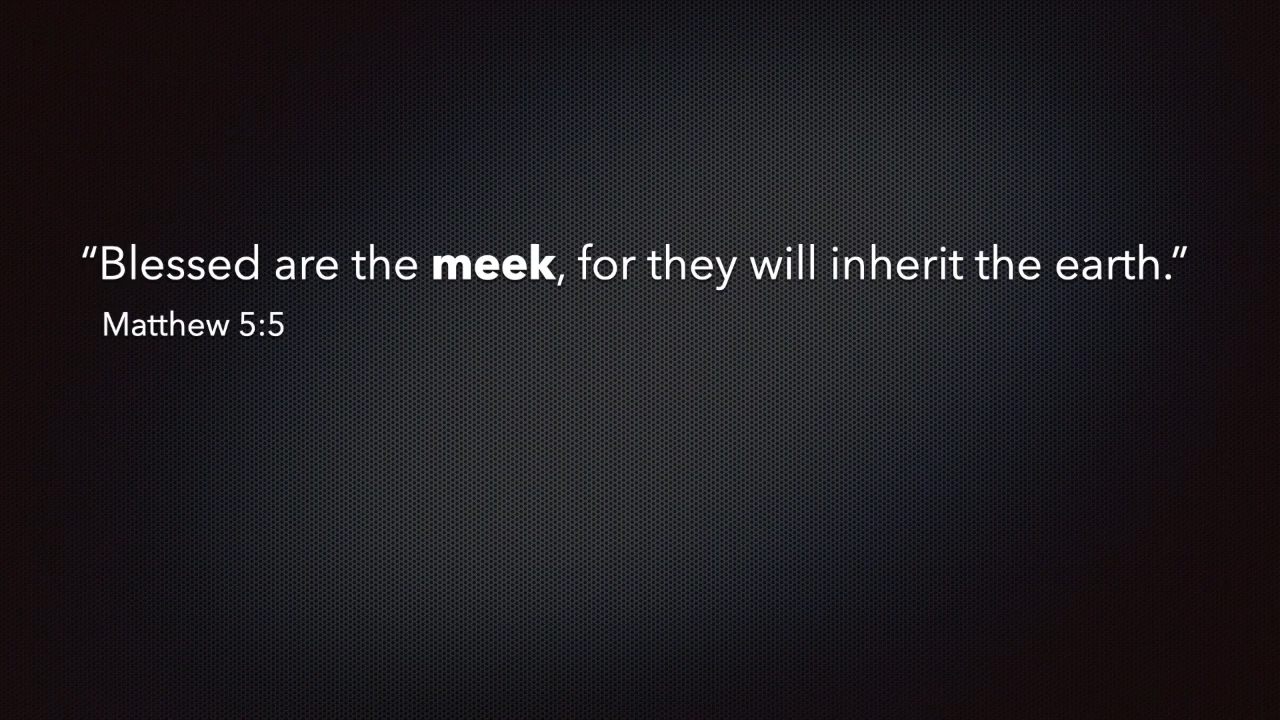 “Blessed are the meek, for they will inherit the earth.”
Matthew 5:5